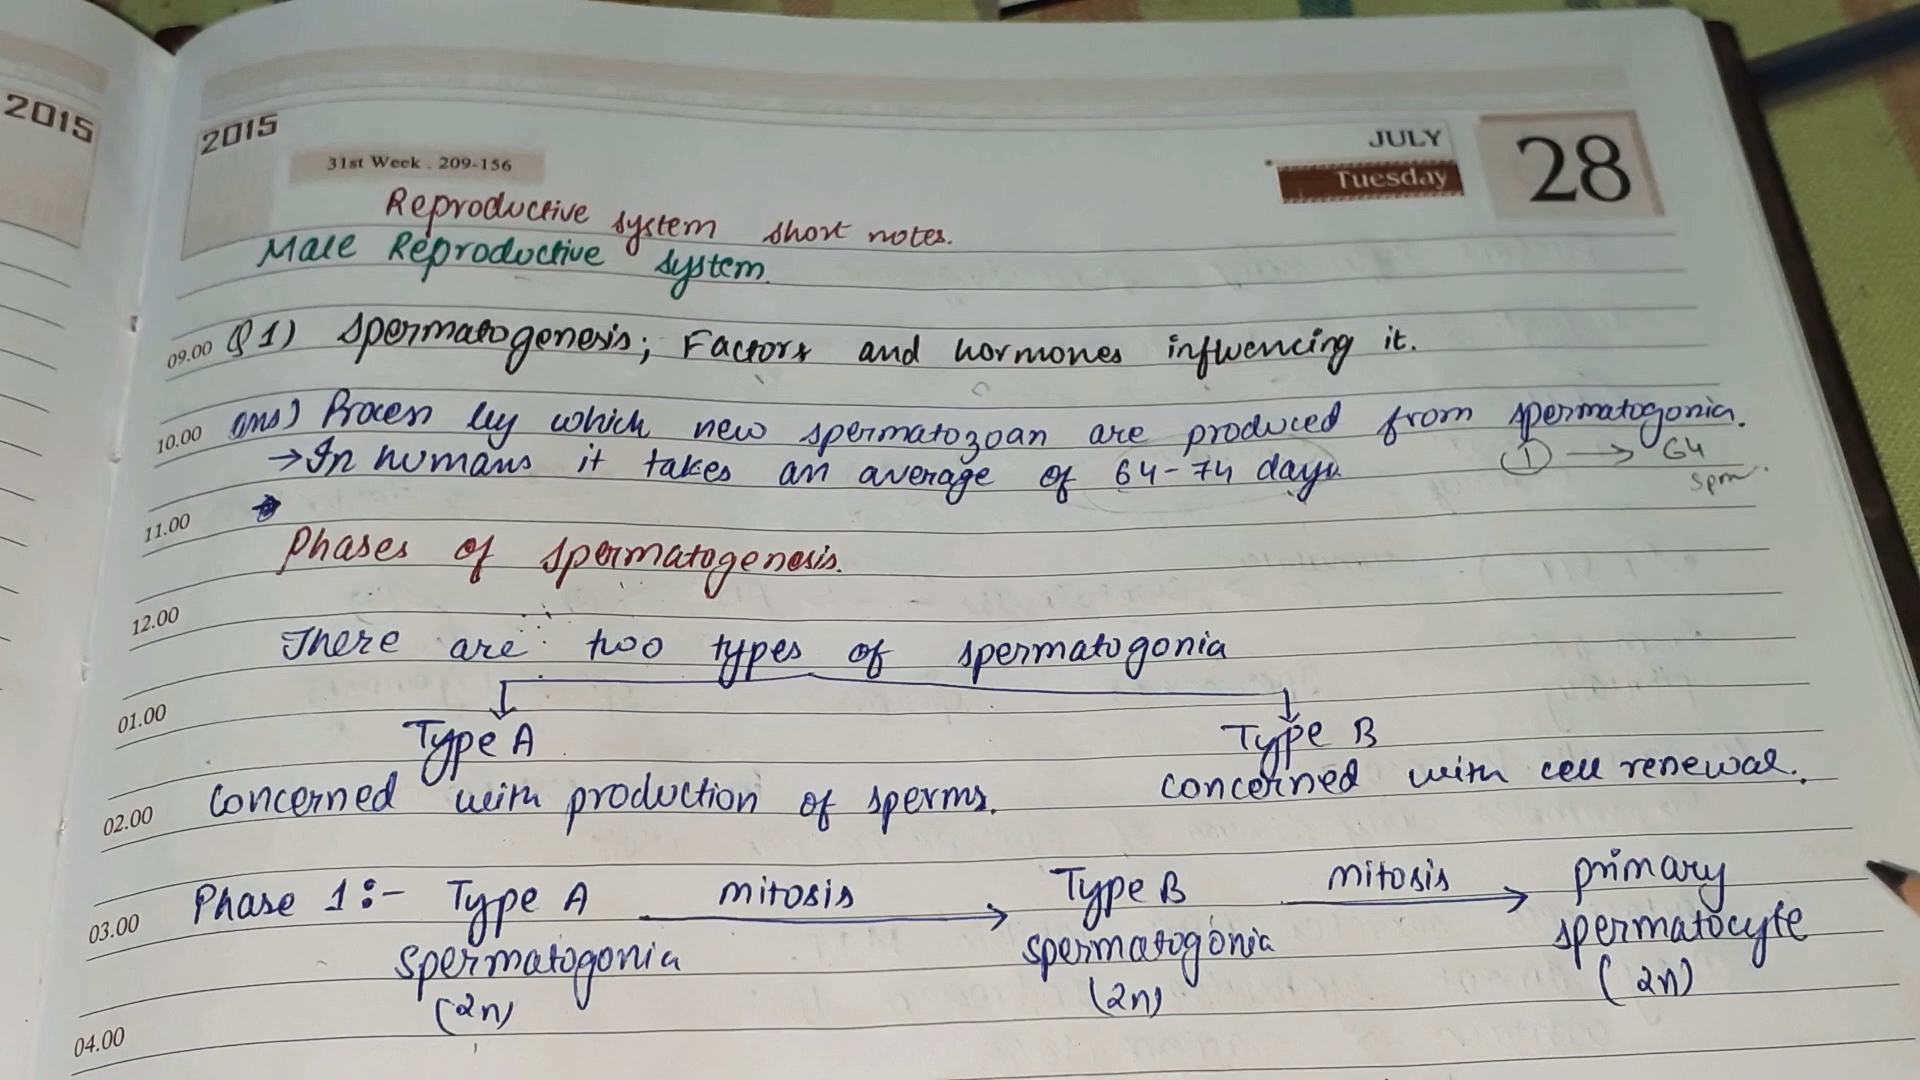 2015
2015
31st Week . 209-156
JULY
Tuesday
28
Reproductive system short notes.
Male Reproductive system.
09.00 Q1) Spermatogenesis; Factors and hormones influencing it.
10.00 ans) Process by which new spermatozoan are produced from spermatogonia.
→In humans it takes an average of 64-74 days.
1 → 64
spm
11.00
Phases of spermatogenesis.
12.00
There are two types of spermatogonia
01.00
Type A Type B
02.00 Concerned with production of sperms. concerned with cell renewal.
03.00 Phase 1:- Type A mitosis → Type B mitosis → primary
spermatogonia spermatogonia spermatocyte
(2n) (2n) (2n)
04.00